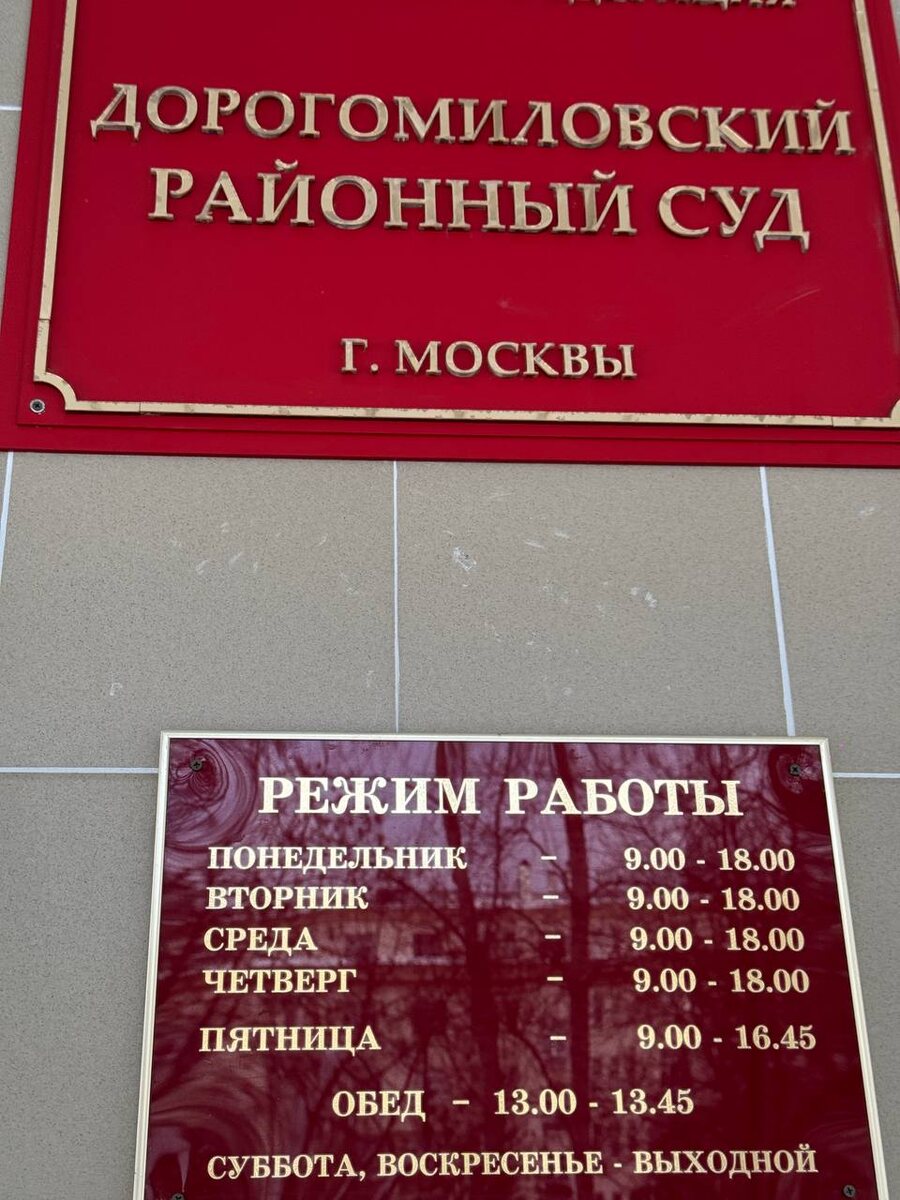 ДОРОГОМИЛОВСКИЙ
РАЙОННЫЙ СУД
Г. МОСКВЫ
РЕЖИМ РАБОТЫ
ПОНЕДЕЛЬНИК - 9.00 - 18.00
ВТОРНИК - 9.00 - 18.00
СРЕДА - 9.00 - 18.00
ЧЕТВЕРГ - 9.00 - 18.00
ПЯТНИЦА - 9.00 - 16.45
ОБЕД - 13.00 - 13.45
СУББОТА, ВОСКРЕСЕНЬЕ - ВЫХОДНОЙ